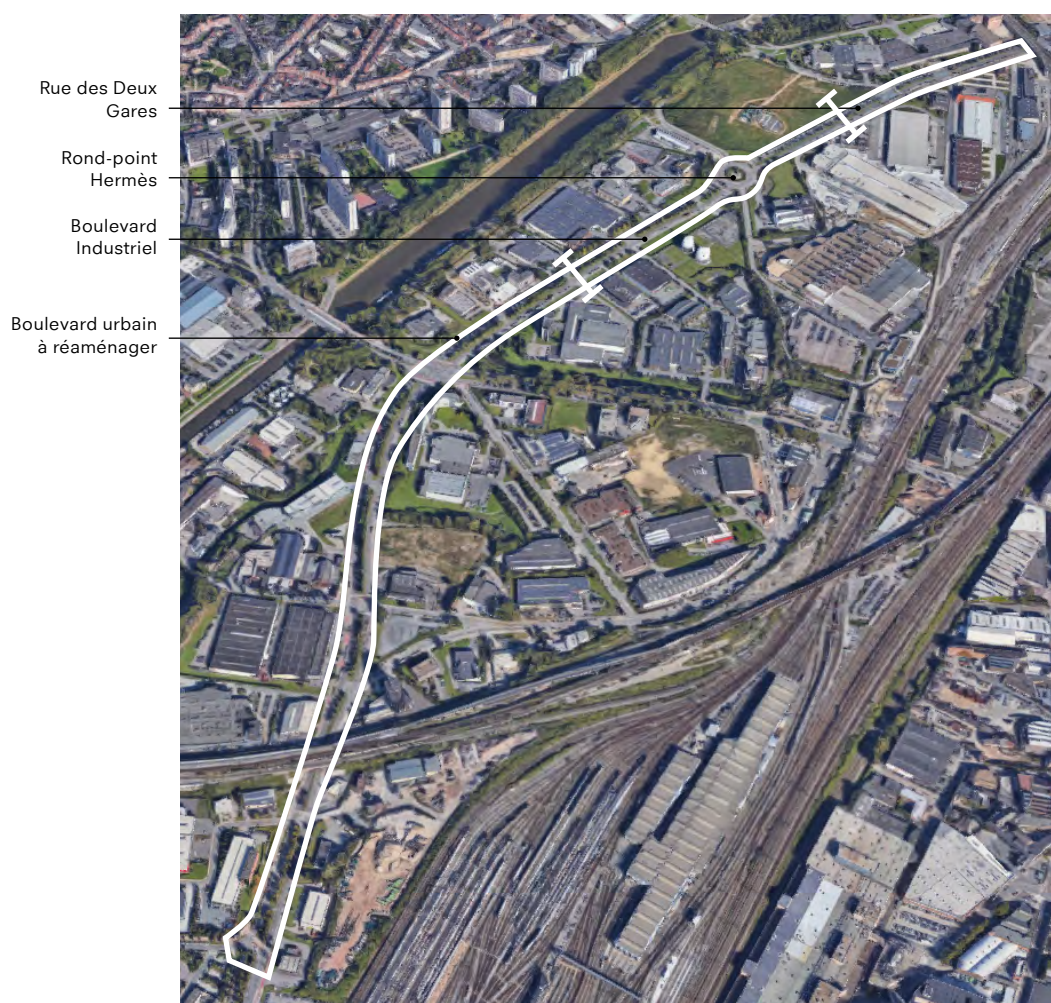 Rue des Deux
Gares
Rond-point
Hermès
Boulevard
Industriel
Boulevard urbain
à réaménager